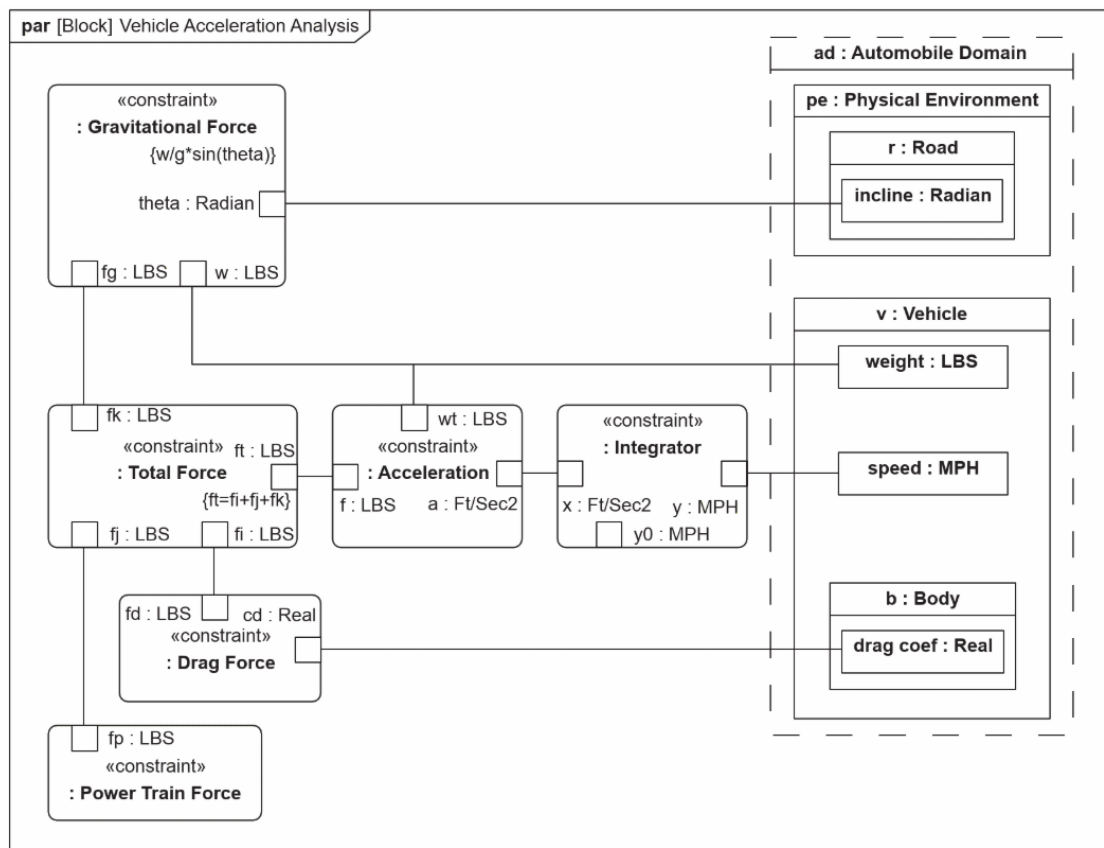 par [Block] Vehicle Acceleration Analysis
ad : Automobile Domain
«constraint»
: Gravitational Force
{w/g*sin(theta)}
theta : Radian
fg : LBS
w : LBS
pe : Physical Environment
r : Road
incline : Radian
v : Vehicle
weight : LBS
speed : MPH
b : Body
drag coef : Real
fk : LBS
«constraint»
ft : LBS
: Total Force
{ft=fi+fj+fk}
fj : LBS
fi : LBS
wt : LBS
«constraint»
: Acceleration
f : LBS
a : Ft/Sec2
«constraint»
: Integrator
x : Ft/Sec2
y : MPH
y0 : MPH
fd : LBS
cd : Real
«constraint»
: Drag Force
fp : LBS
«constraint»
: Power Train Force